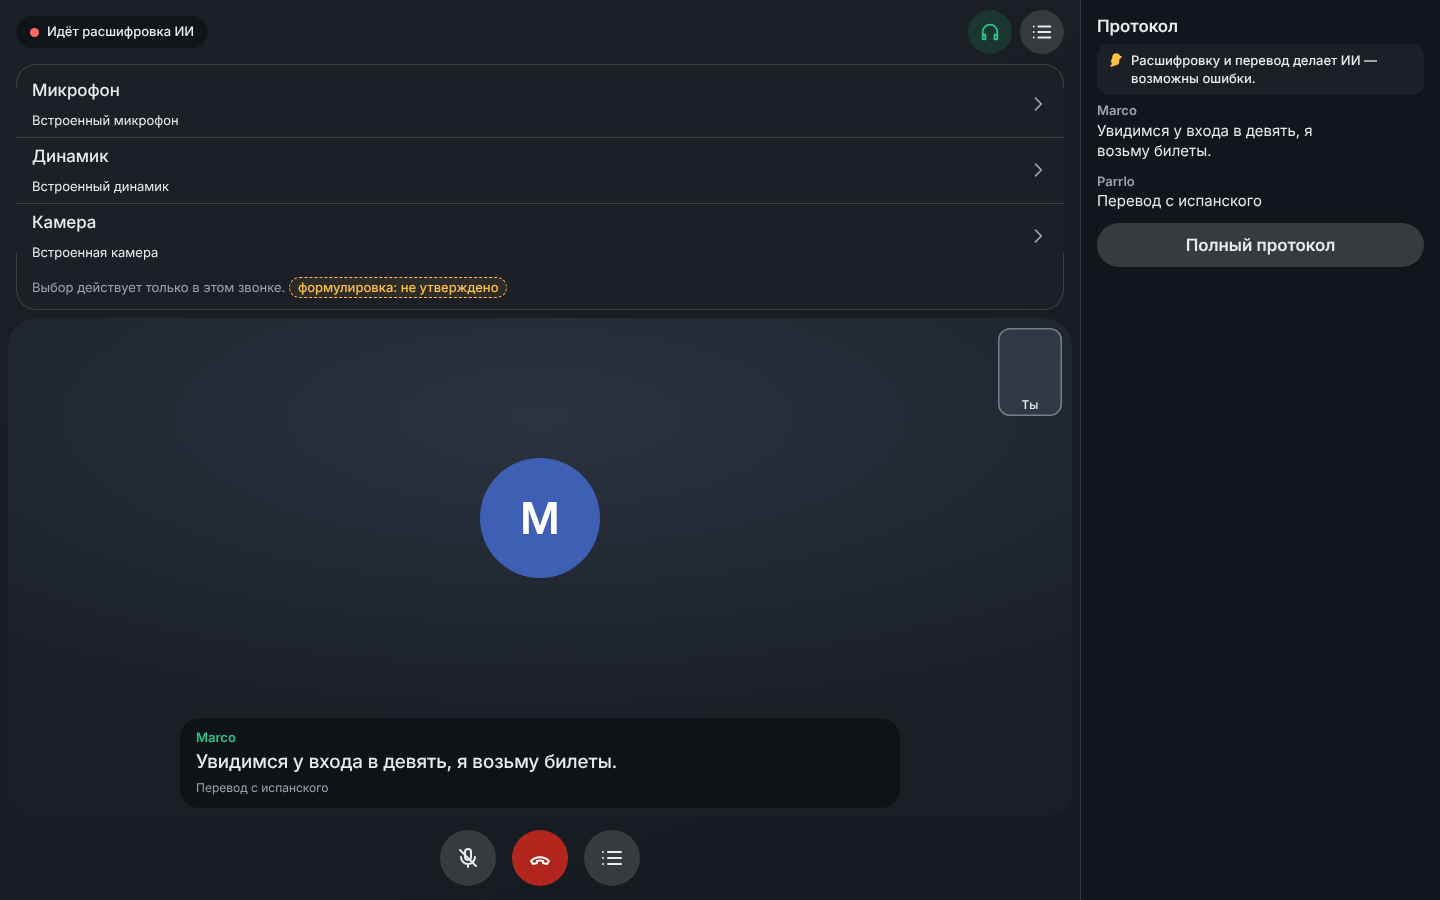 Идёт расшифровка ИИ
Микрофон
Встроенный микрофон
Динамик
Встроенный динамик
Камера
Встроенная камера
Выбор действует только в этом звонке. формулировка: не утверждено
Ты
M
Marco
Увидимся у входа в девять, я возьму билеты.
Перевод с испанского
Протокол
Расшифровку и перевод делает ИИ —
возможны ошибки.
Marco
Увидимся у входа в девять, я
возьму билеты.
Parrlo
Перевод с испанского
Полный протокол